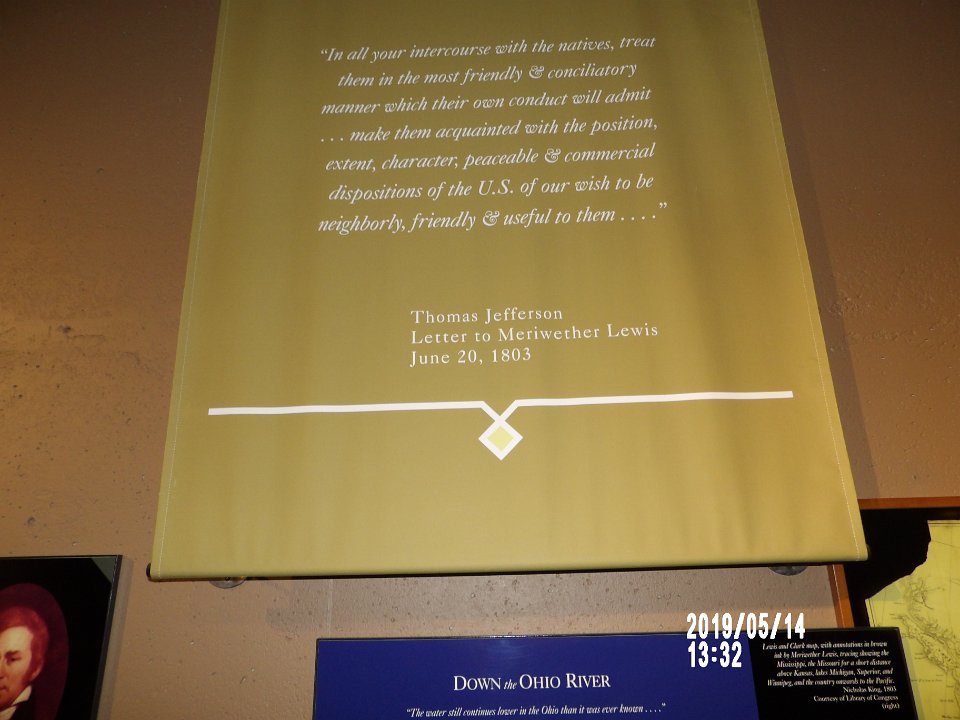 “In all your intercourse with the natives, treat
them in the most friendly & conciliatory
manner which their own conduct will admit
. . . make them acquainted with the position,
extent, character, peaceable & commercial
dispositions of the U.S. of our wish to be
neighborly, friendly & useful to them . . . .”
Thomas Jefferson
Letter to Meriwether Lewis
June 20, 1803
2019/05/14
13:32
DOWN the OHIO RIVER
“The water still continues lower in the Ohio than it was ever known . . . .”
Lewis and Clark map, with annotations in brown
ink by Meriwether Lewis, tracing showing the
Mississippi, the Missouri for a short distance
above Kansas, lakes Michigan, Superior, and
Winnipeg, and the country onwards to the Pacific.
Nicholas King, 1803
Courtesy of Library of Congress
(right)